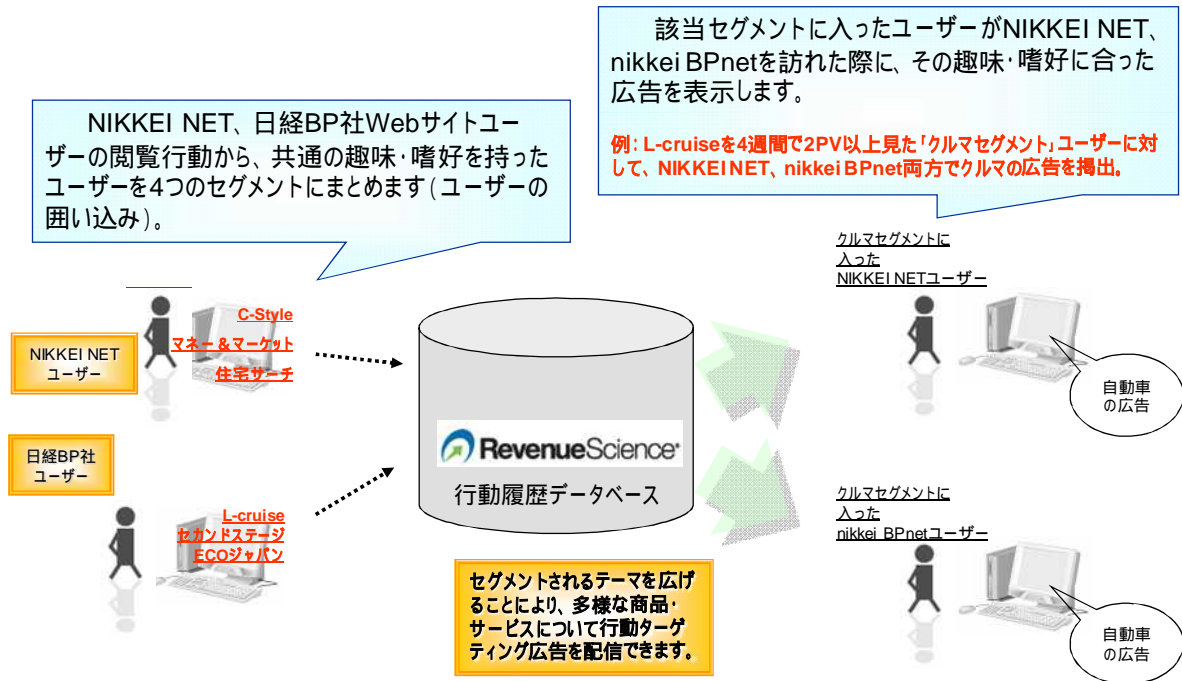 NIKKEI NET、日経BP社Webサイトユー
ザーの閲覧行動から、共通の趣味・嗜好を持った
ユーザーを4つのセグメントにまとめます(ユーザーの
囲い込み)。
該当セグメントに入ったユーザーがNIKKEI NET、
nikkei BPnetを訪れた際に、その趣味・嗜好に合った
広告を表示します。
例：L-cruiseを4週間で2PV以上見た「クルマセグメント」ユーザーに対
して、NIKKEI NET、nikkei BPnet両方でクルマの広告を掲出。
NIKKEI NET
ユーザー
C-Style
マネー&マーケット
住宅サーチ
日経BP社
ユーザー
L-cruise
セカンドステージ
ECOジャパン
RevenueScience
行動履歴データベース
セグメントされるテーマを広げ
ることにより、多様な商品・
サービスについて行動ターゲ
ティング広告を配信できます。
クルマセグメントに
入った
NIKKEI NETユーザー
自動車
の広告
クルマセグメントに
入った
nikkei BPnetユーザー
自動車
の広告